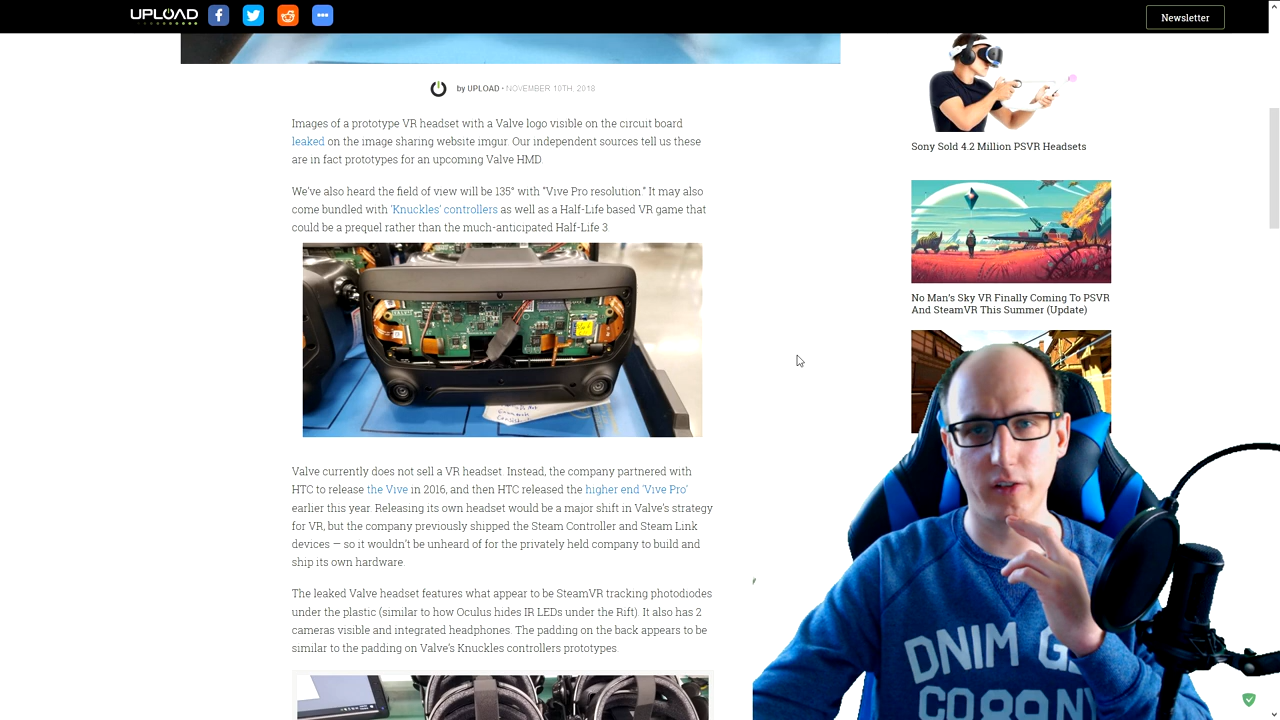 UPLOAD
Newsletter
by UPLOAD • NOVEMBER 10TH, 2018
Images of a prototype VR headset with a Valve logo visible on the circuit board
leaked on the image sharing website imgur. Our independent sources tell us these
are in fact prototypes for an upcoming Valve HMD.
We've also heard the field of view will be 135° with "Vive Pro resolution." It may also
come bundled with 'Knuckles' controllers as well as a Half-Life based VR game that
could be a prequel rather than the much-anticipated Half-Life 3.
Valve currently does not sell a VR headset. Instead, the company partnered with
HTC to release the Vive in 2016, and then HTC released the higher end 'Vive Pro'
earlier this year. Releasing its own headset would be a major shift in Valve's strategy
for VR, but the company previously shipped the Steam Controller and Steam Link
devices — so it wouldn't be unheard of for the privately held company to build and
ship its own hardware.
The leaked Valve headset features what appear to be SteamVR tracking photodiodes
under the plastic (similar to how Oculus hides IR LEDs under the Rift). It also has 2
cameras visible and integrated headphones. The padding on the back appears to be
similar to the padding on Valve's Knuckles controllers prototypes.
Sony Sold 4.2 Million PSVR Headsets
No Man's Sky VR Finally Coming To PSVR
And SteamVR This Summer (Update)
DNIM G
CO89